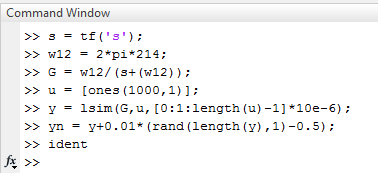 Command Window
>> s = tf('s');
>> w12 = 2*pi*214;
>> G = w12/(s+(w12));
>> u = [ones(1000,1)];
>> y = lsim(G,u,[0:1:length(u)-1]*10e-6);
>> yn = y+0.01*(rand(length(y),1)-0.5);
>> ident
fx >>